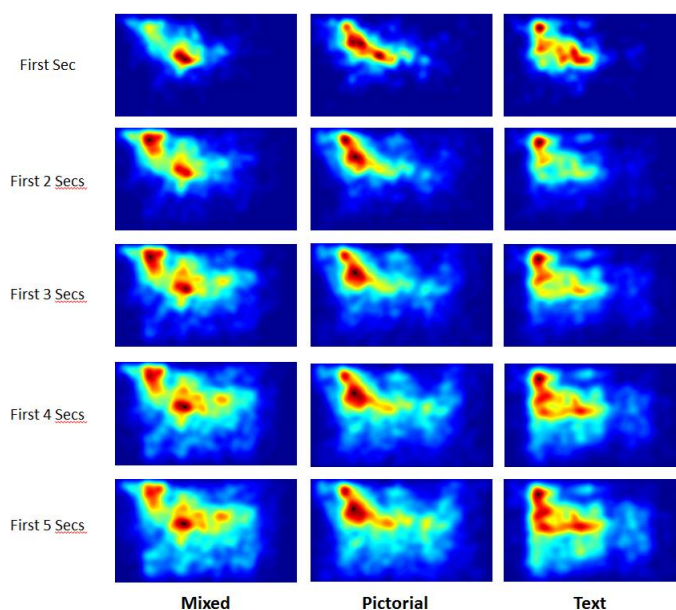 First Sec
First 2 Secs
First 3 Secs
First 4 Secs
First 5 Secs
Mixed Pictorial Text